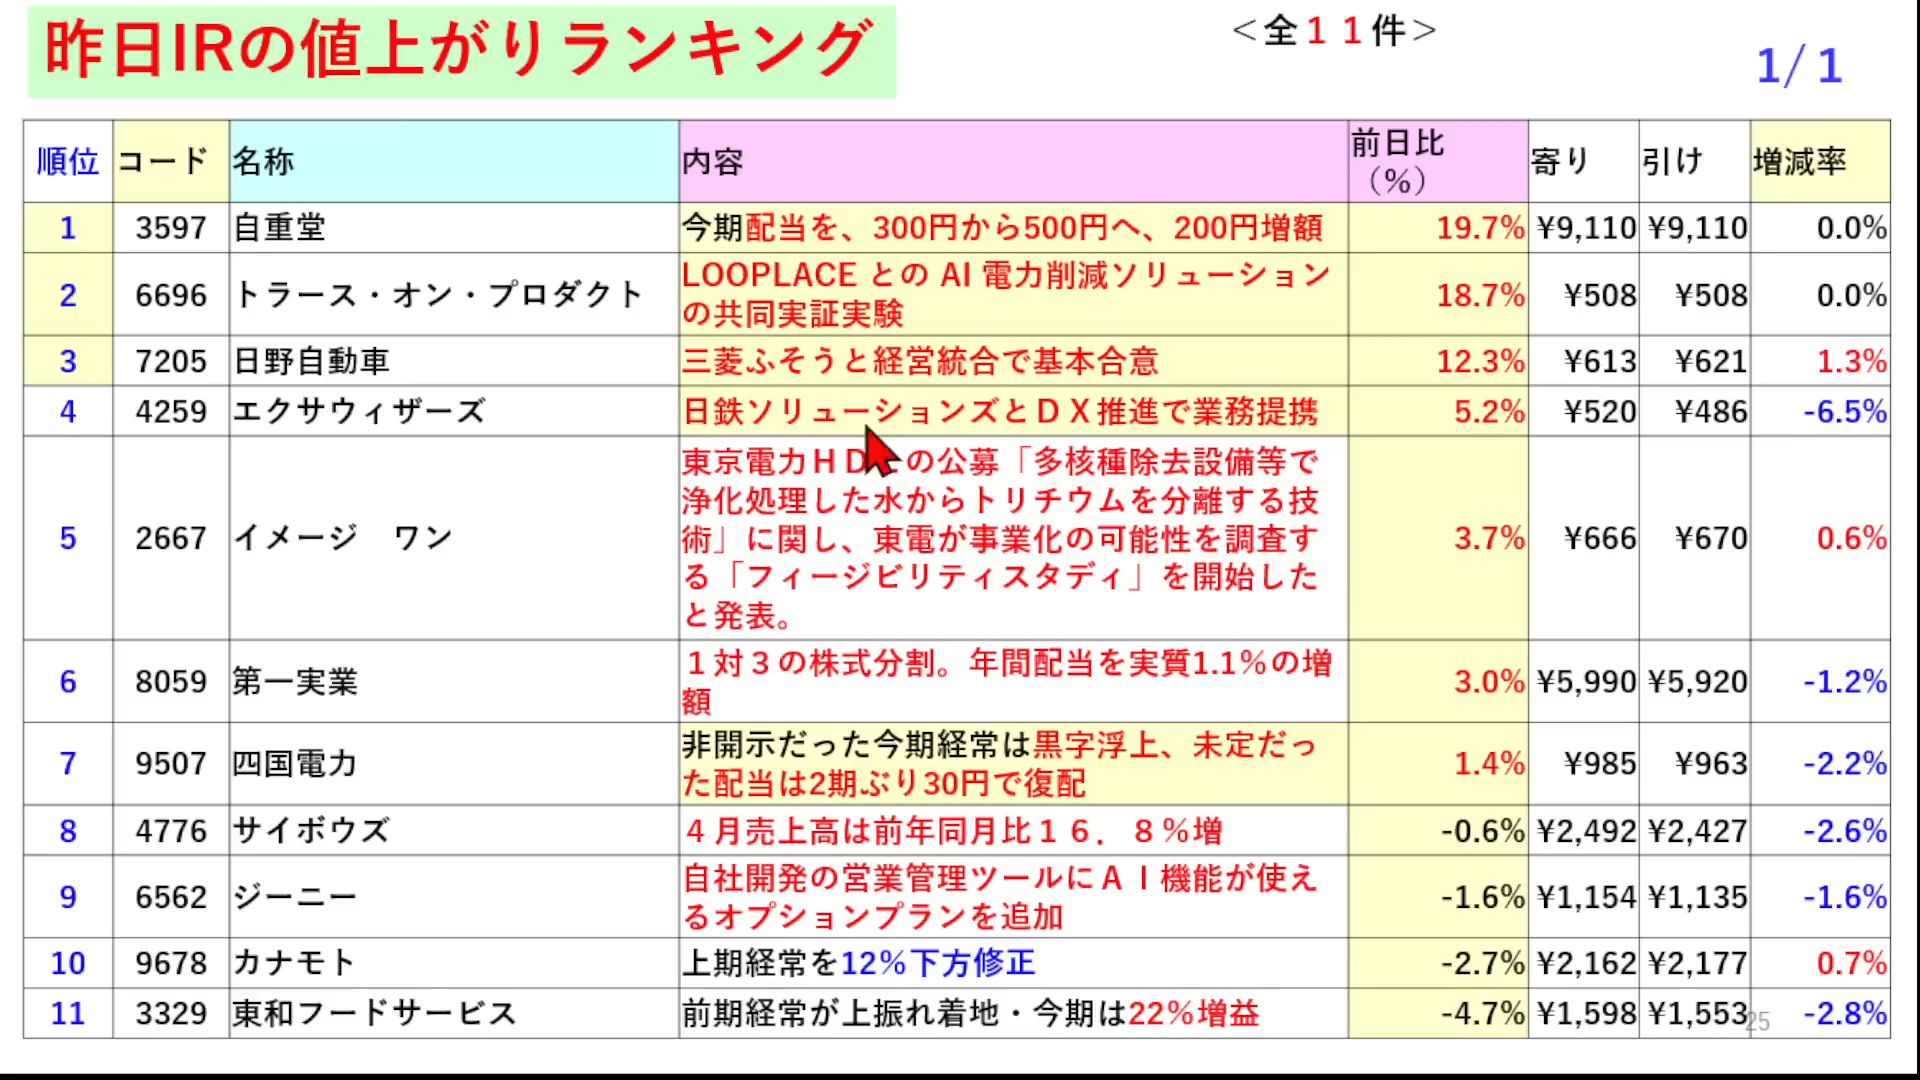 昨日IRの値上がりランキング
＜全１１件＞
1/1
順位 コード 名称 内容 前日比（%） 寄り 引け 増減率
1 3597 自重堂 今期配当を、300円から500円へ、200円増額 19.7% ¥9,110 ¥9,110 0.0%
2 6696 トラース・オン・プロダクト LOOPLACE との AI 電力削減ソリューション
の共同実証実験 18.7% ¥508 ¥508 0.0%
3 7205 日野自動車 三菱ふそうと経営統合で基本合意 12.3% ¥613 ¥621 1.3%
4 4259 エクサウィザーズ 日鉄ソリューションズとＤＸ推進で業務提携 5.2% ¥520 ¥486 -6.5%
5 2667 イメージ　ワン 東京電力ＨＤ の公募「多核種除去設備等で
浄化処理した水からトリチウムを分離する技
術」に関し、東電が事業化の可能性を調査す
る「フィージビリティスタディ」を開始した
と発表。 3.7% ¥666 ¥670 0.6%
6 8059 第一実業 １対３の株式分割。年間配当を実質1.1%の増
額 3.0% ¥5,990 ¥5,920 -1.2%
7 9507 四国電力 非開示だった今期経常は黒字浮上、未定だっ
た配当は2期ぶり30円で復配 1.4% ¥985 ¥963 -2.2%
8 4776 サイボウズ ４月売上高は前年同月比１６．８％増 -0.6% ¥2,492 ¥2,427 -2.6%
9 6562 ジーニー 自社開発の営業管理ツールにＡＩ機能が使え
るオプションプランを追加 -1.6% ¥1,154 ¥1,135 -1.6%
10 9678 カナモト 上期経常を12%下方修正 -2.7% ¥2,162 ¥2,177 0.7%
11 3329 東和フードサービス 前期経常が上振れ着地・今期は22%増益 -4.7% ¥1,598 ¥1,553 -2.8%
25